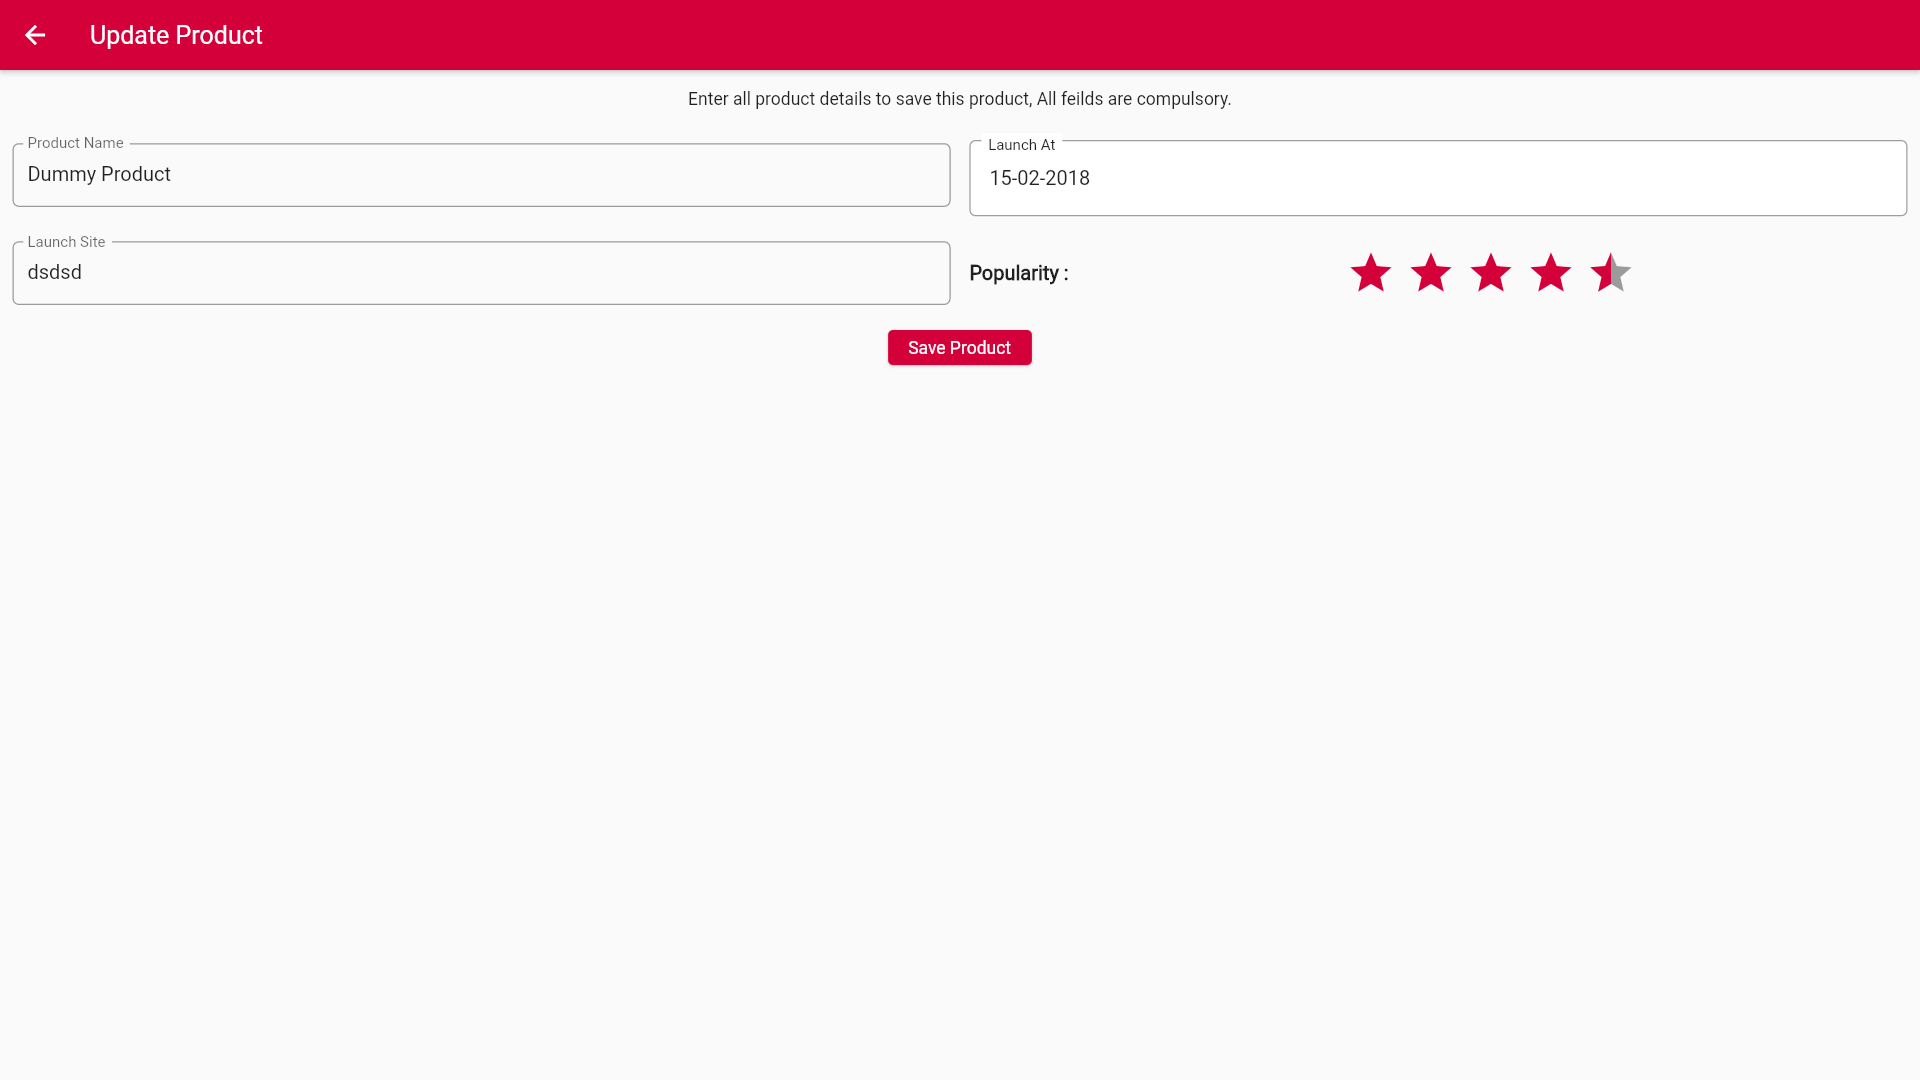 Update Product
Enter all product details to save this product, All feilds are compulsory.
Product Name
Dummy Product
Launch At
15-02-2018
Launch Site
dsdsd
Popularity :
Save Product